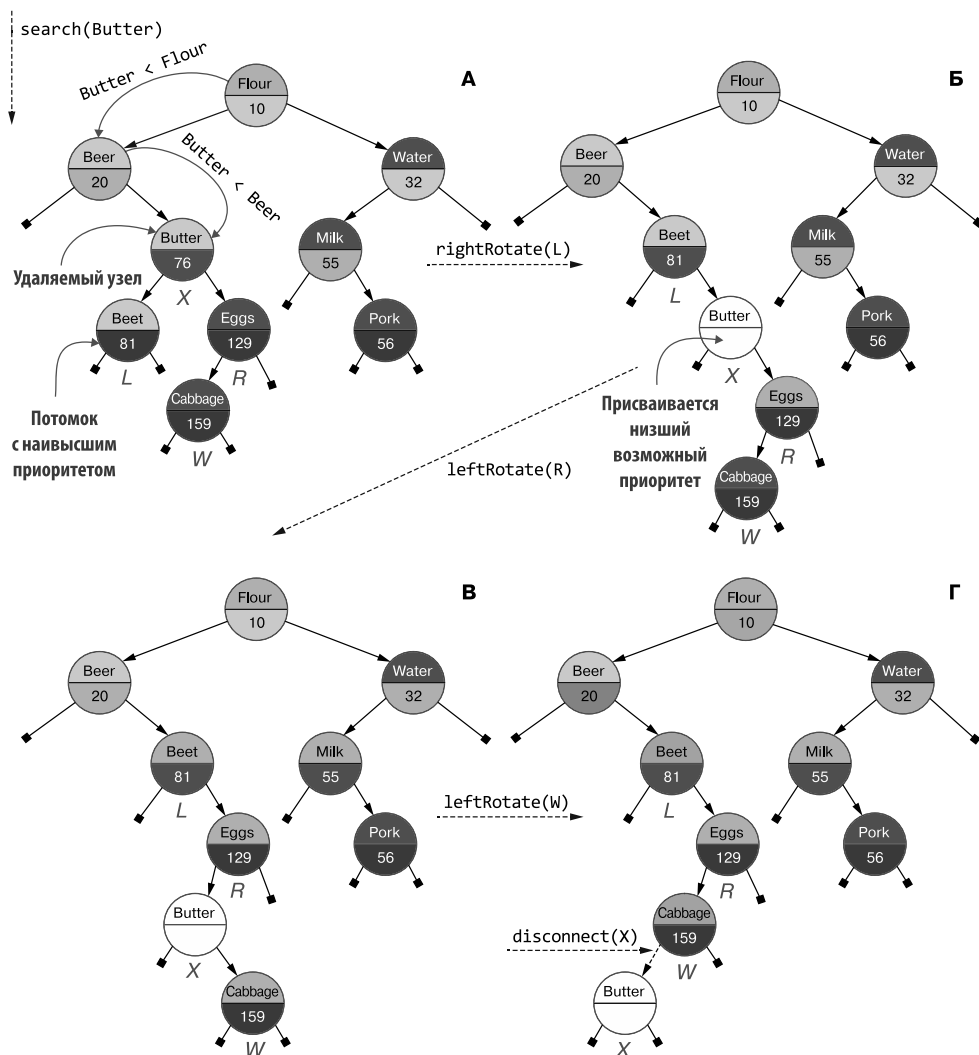 search(Butter)
Butter < Flour
А
Flour
10
Butter < Beer
Beer
20
Water
32
Butter
76
X
Milk
55
Удаляемый узел
Beet
81
L
Eggs
129
R
Pork
56
Cabbage
159
W
Потомок
с наивысшим
приоритетом
rightRotate(L)
Б
Flour
10
Beer
20
Water
32
Beet
81
L
Milk
55
Butter
X
Pork
56
Eggs
129
R
Присваивается
низший
возможный
приоритет
Cabbage
159
W
leftRotate(R)
В
Flour
10
Beer
20
Water
32
Beet
81
L
Milk
55
Eggs
129
R
Pork
56
Butter
X
Cabbage
159
W
leftRotate(W)
Г
Flour
10
Beer
20
Water
32
Beet
81
L
Milk
55
Eggs
129
R
Pork
56
Cabbage
159
W
disconnect(X)
Butter
X